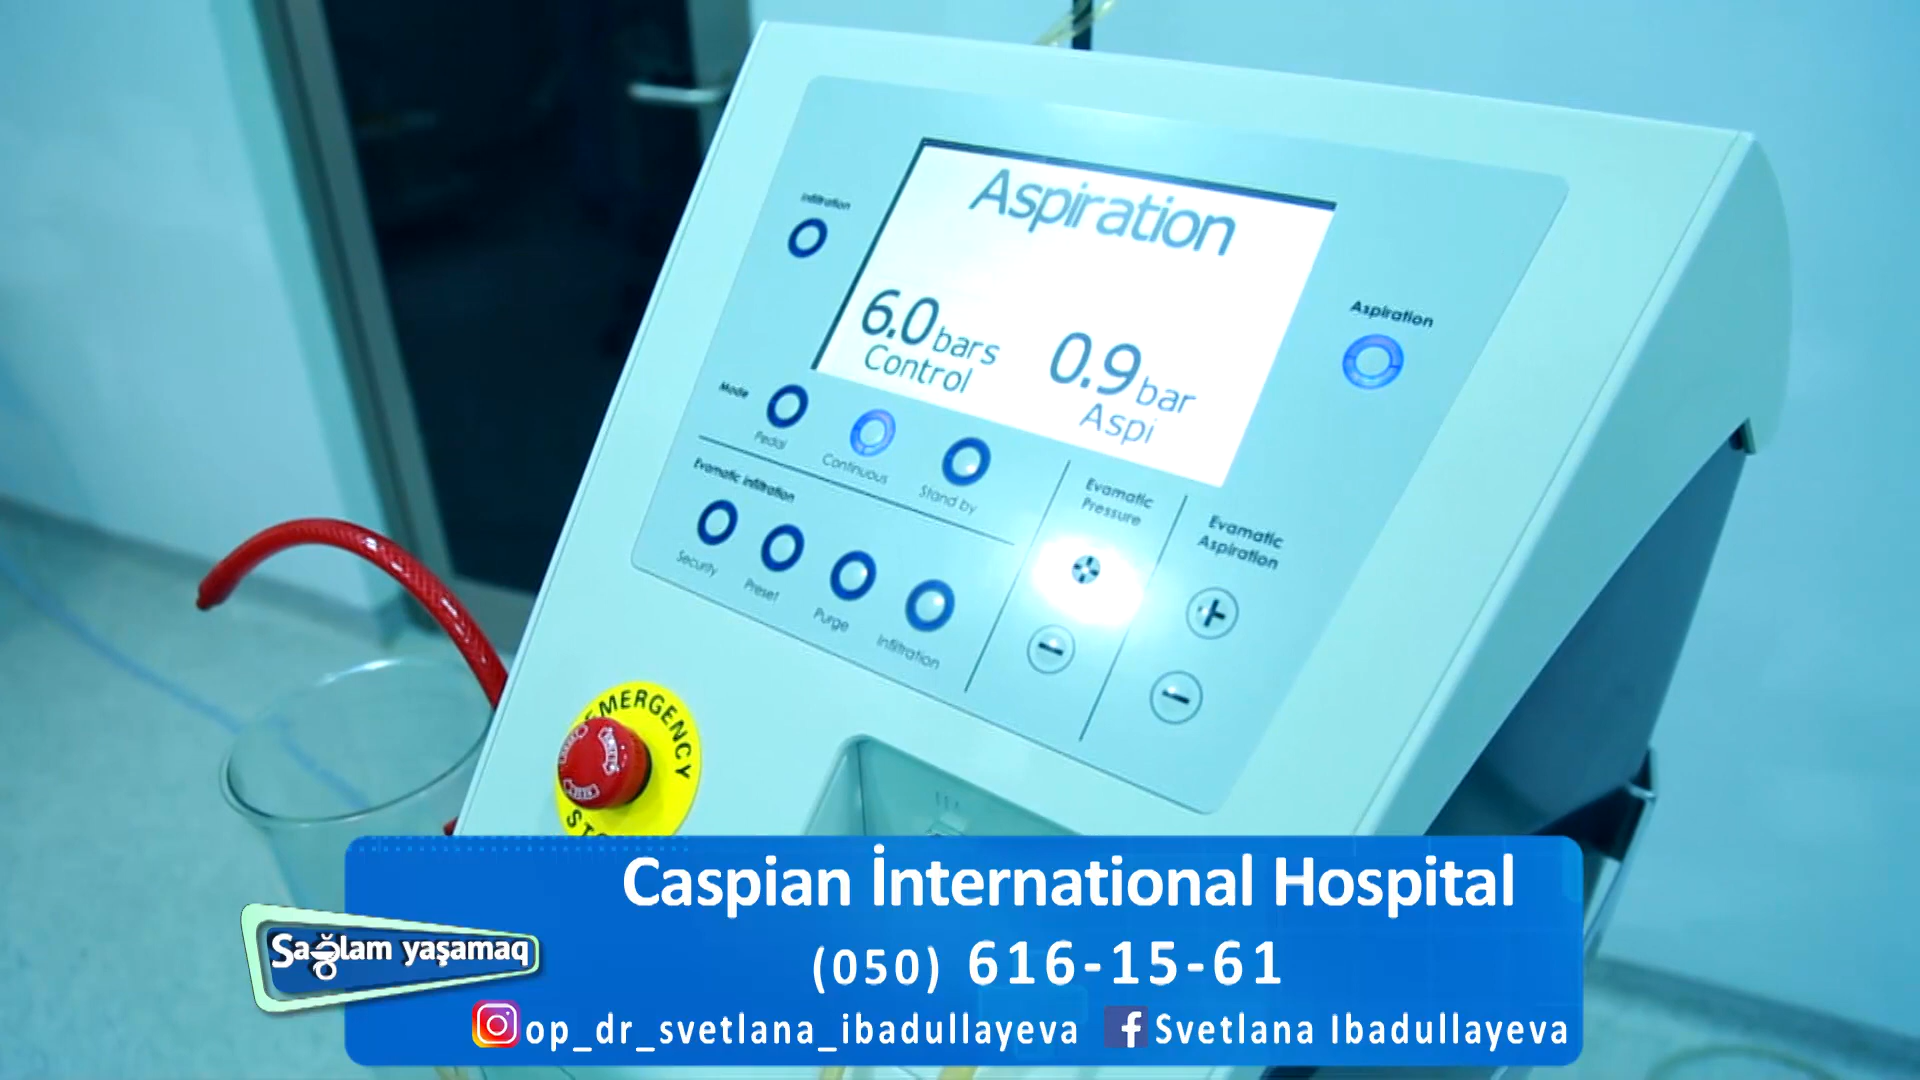 Aspiration
Infiltration
6.0 bars
Control
0.9 bar
Aspi
Aspiration
Mode
Pedal
Continuous
Stand by
Evamatic Infiltration
Security
Preset
Purge
Infiltration
Evamatic
Pressure
Evamatic
Aspiration
EMERGENCY
Caspian İnternational Hospital
Sağlam yaşamaq
(050) 616-15-61
op_dr_svetlana_ibadullayeva
Svetlana Ibadullayeva